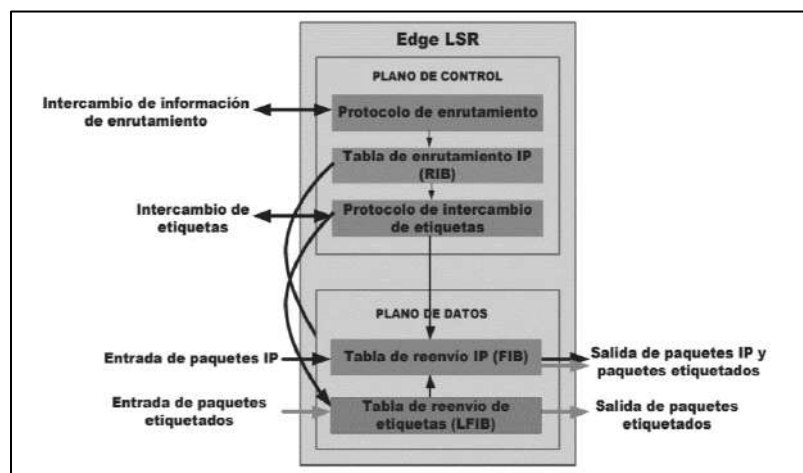 Edge LSR
PLANO DE CONTROL
Intercambio de información
de enrutamiento
Protocolo de enrutamiento
Tabla de enrutamiento IP
(RIB)
Intercambio de
etiquetas
Protocolo de intercambio
de etiquetas
PLANO DE DATOS
Entrada de paquetes IP
Tabla de reenvío IP (FIB)
Salida de paquetes IP y
paquetes etiquetados
Entrada de paquetes
etiquetados
Tabla de reenvío de
etiquetas (LFIB)
Salida de paquetes
etiquetados